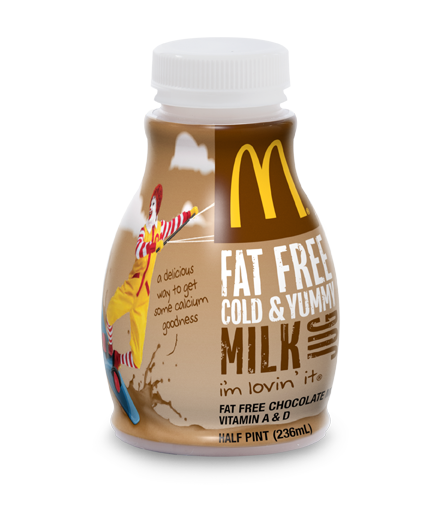 M
FAT FREE
COLD & YUMMY
MILK
JUG
a delicious
way to get
some calcium
goodness
i'm lovin' it®
FAT FREE CHOCOLATE
VITAMIN A & D
HALF PINT (236mL)